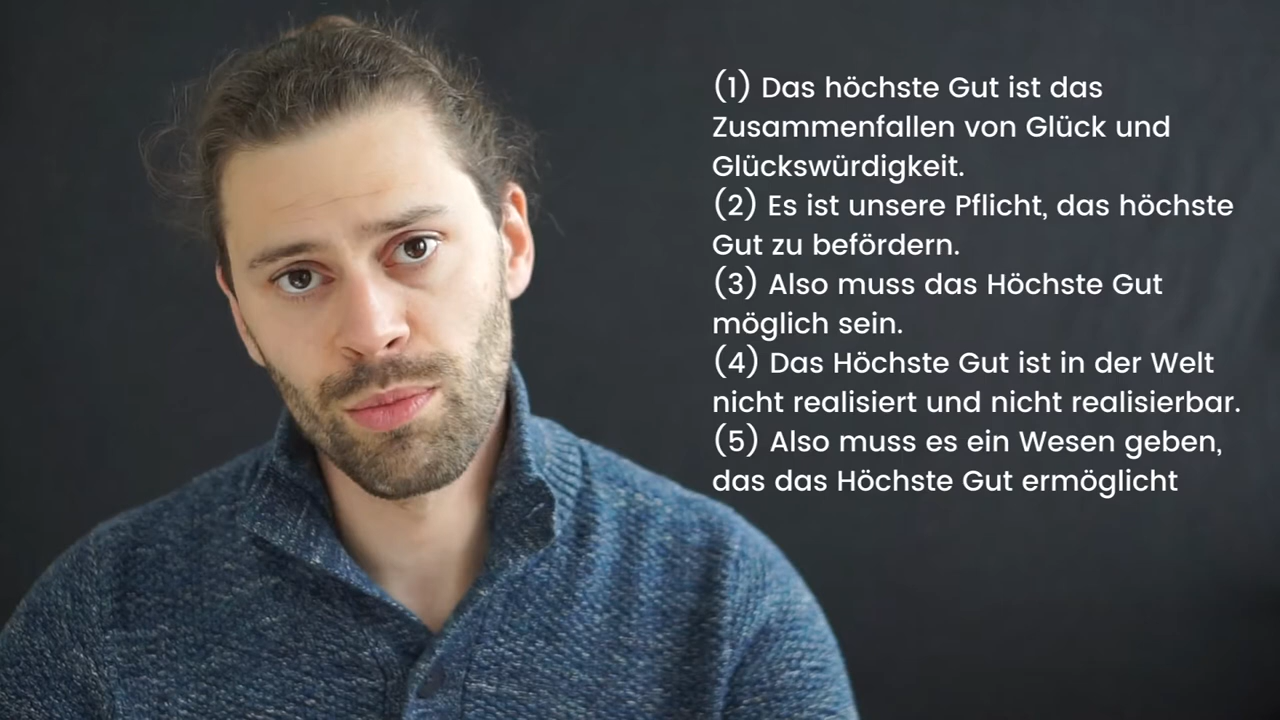 (1) Das höchste Gut ist das
Zusammenfallen von Glück und
Glückswürdigkeit.
(2) Es ist unsere Pflicht, das höchste
Gut zu befördern.
(3) Also muss das Höchste Gut
möglich sein.
(4) Das Höchste Gut ist in der Welt
nicht realisiert und nicht realisierbar.
(5) Also muss es ein Wesen geben,
das das Höchste Gut ermöglicht